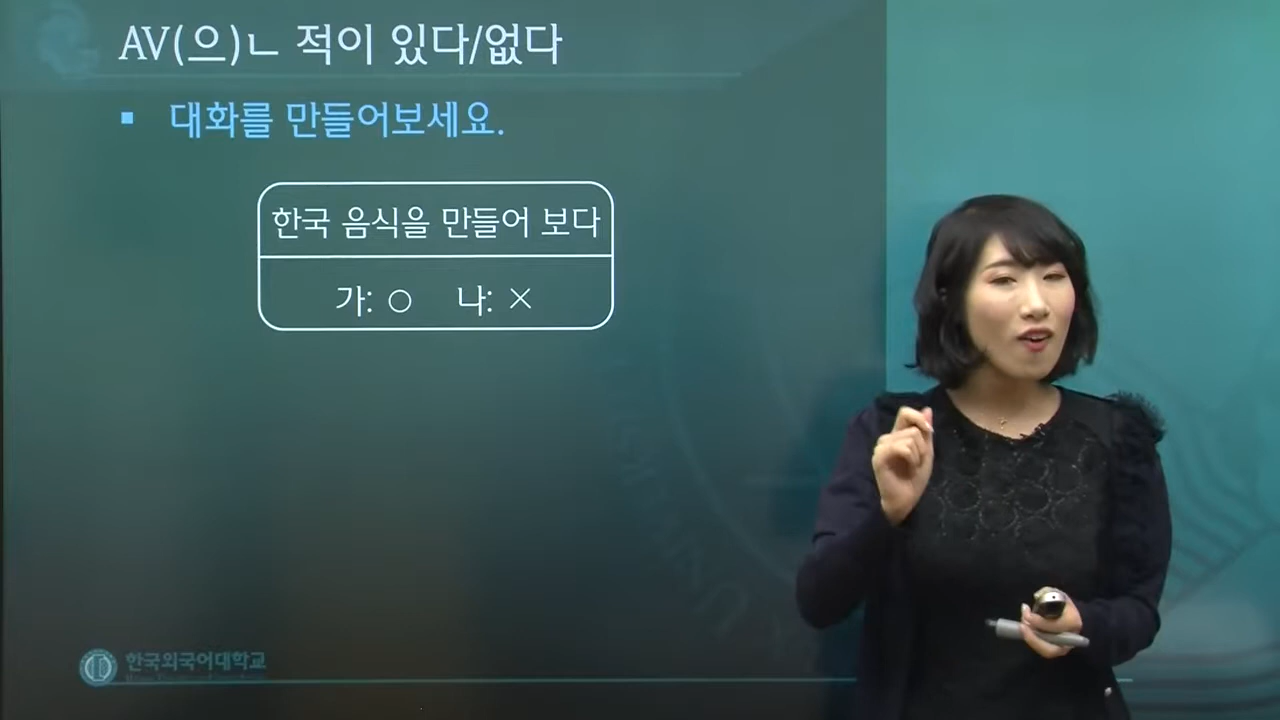 AV(으)ㄴ 적이 있다/없다
▪ 대화를 만들어보세요.
한국 음식을 만들어 보다
가: ○ 나: ×
한국외국어대학교